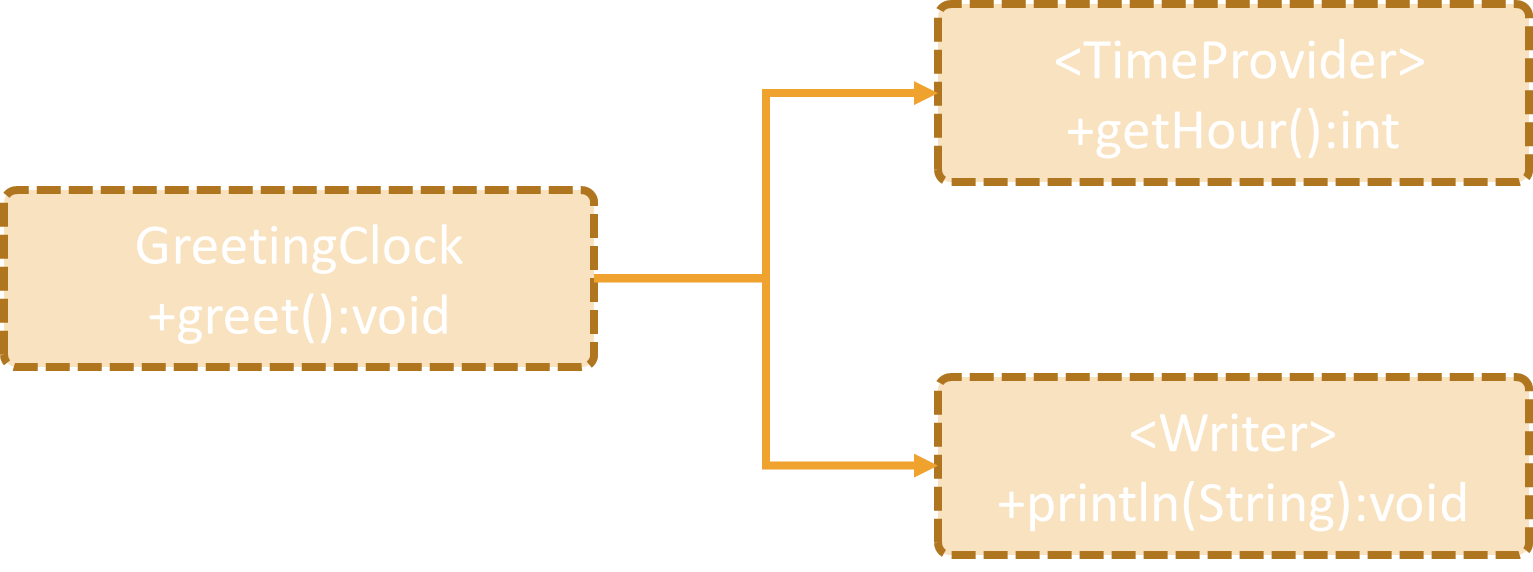 <TimeProvider>
+getHour():int
GreetingClock
+greet():void
<Writer>
+println(String):void